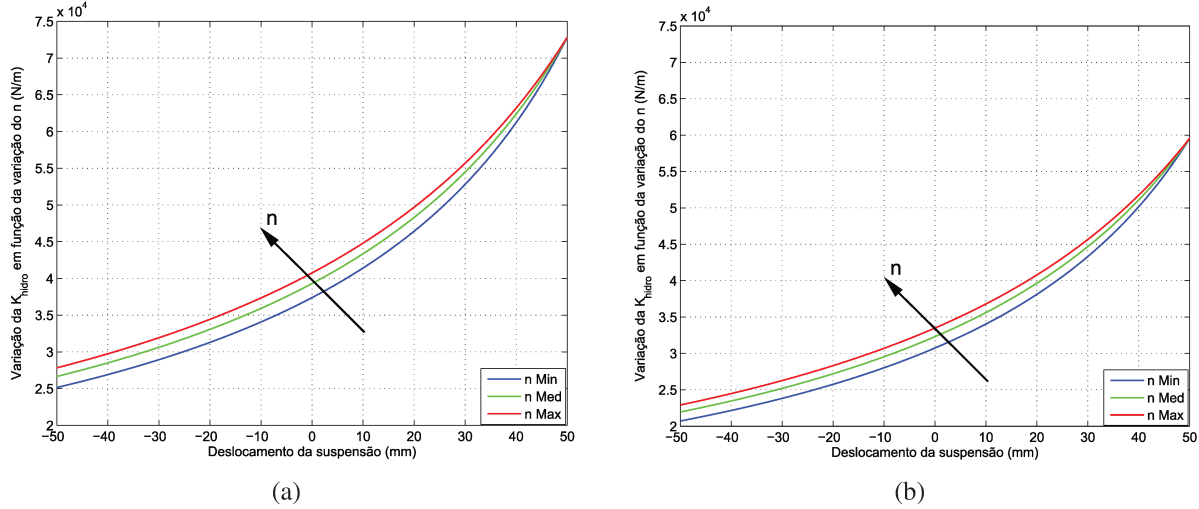 x 10⁴
7.5
7
6.5
6
5.5
5
4.5
4
3.5
3
2.5
2
Variação da K_hidro em função da variação do n (N/m)
n
n Min
n Med
n Max
−50 −40 −30 −20 −10 0 10 20 30 40 50
Deslocamento da suspensão (mm)
(a)
x 10⁴
7.5
7
6.5
6
5.5
5
4.5
4
3.5
3
2.5
2
Variação da K_hidro em função da variação do n (N/m)
n
n Min
n Med
n Max
−50 −40 −30 −20 −10 0 10 20 30 40 50
Deslocamento da suspensão (mm)
(b)